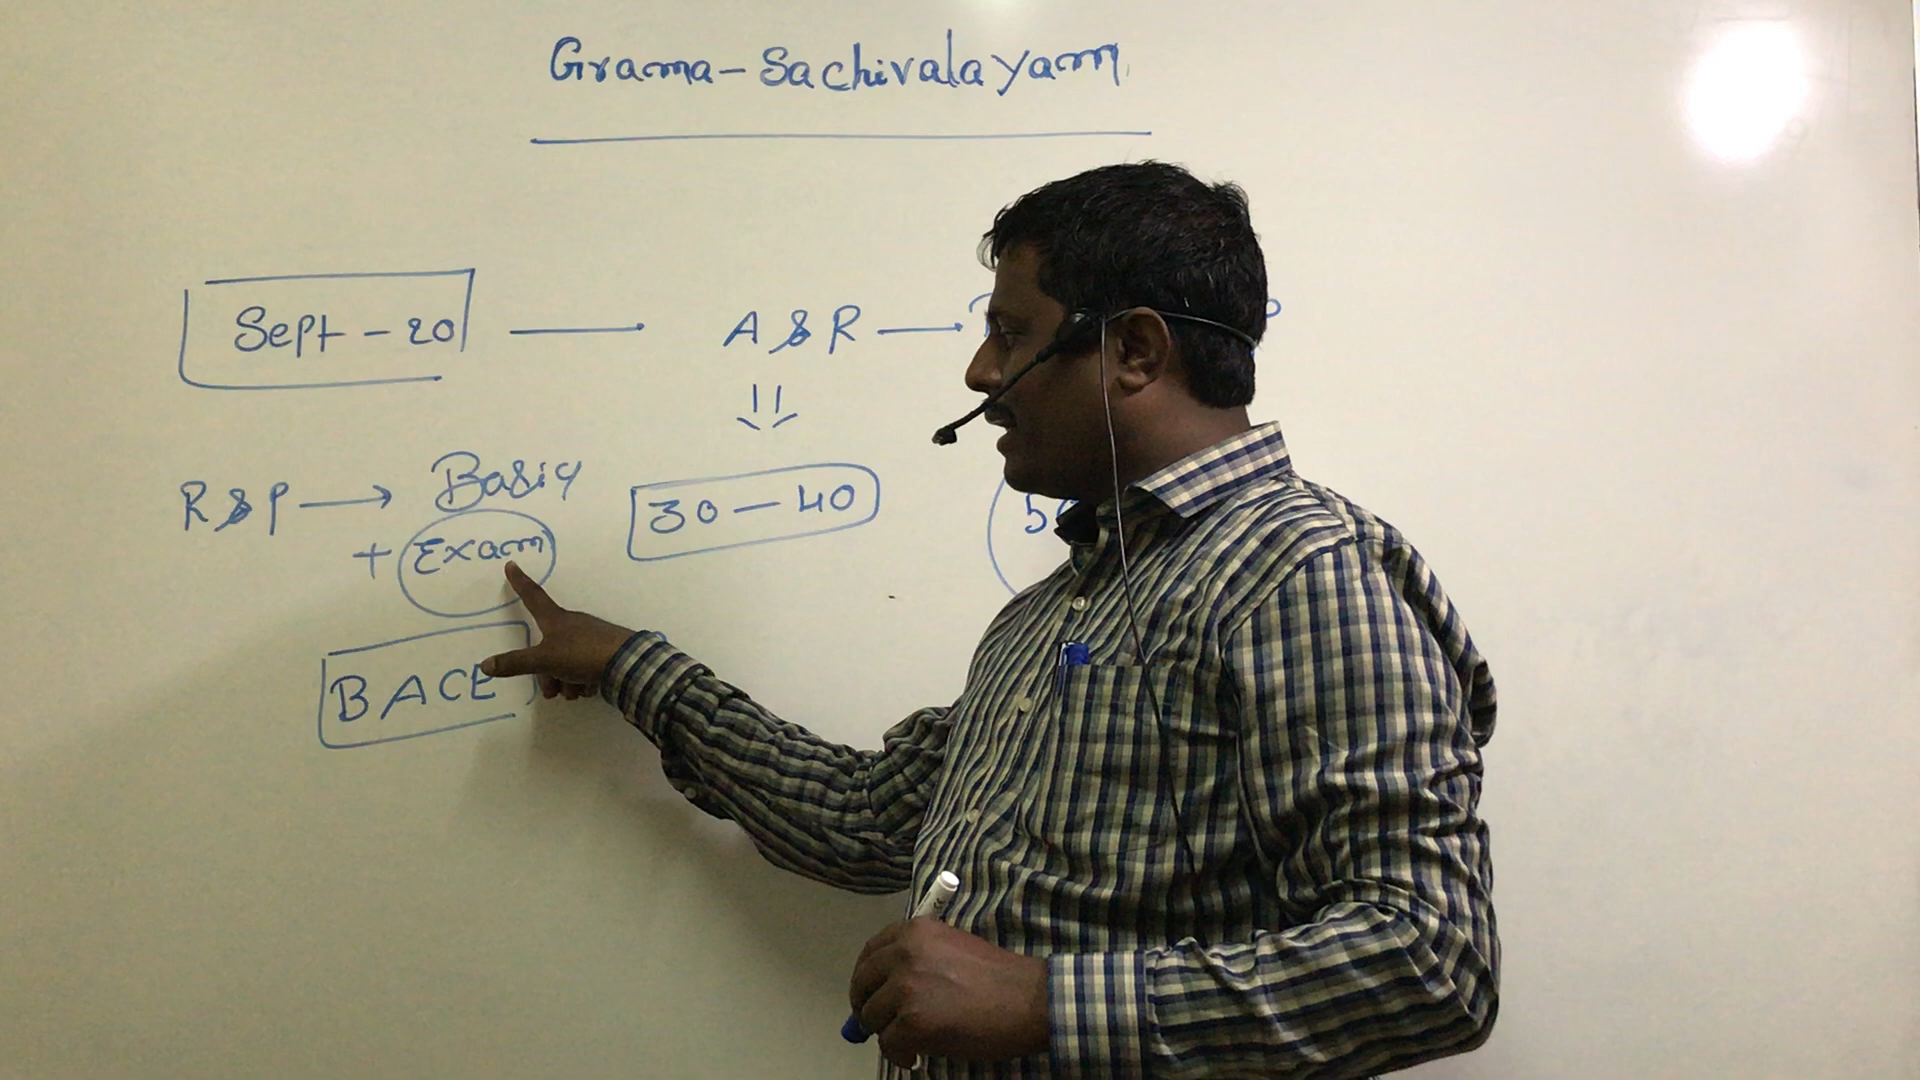 Grama - Sachivalayam
Sept - 20 — A & R →
R & P → Basic
30 - 40
+ Exam
BACE